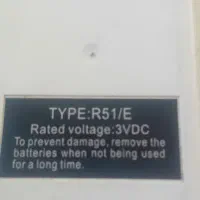 TYPE:R51/E
Rated voltage:3VDC
To prevent damage, remove the
batteries when not being used
for a long time.